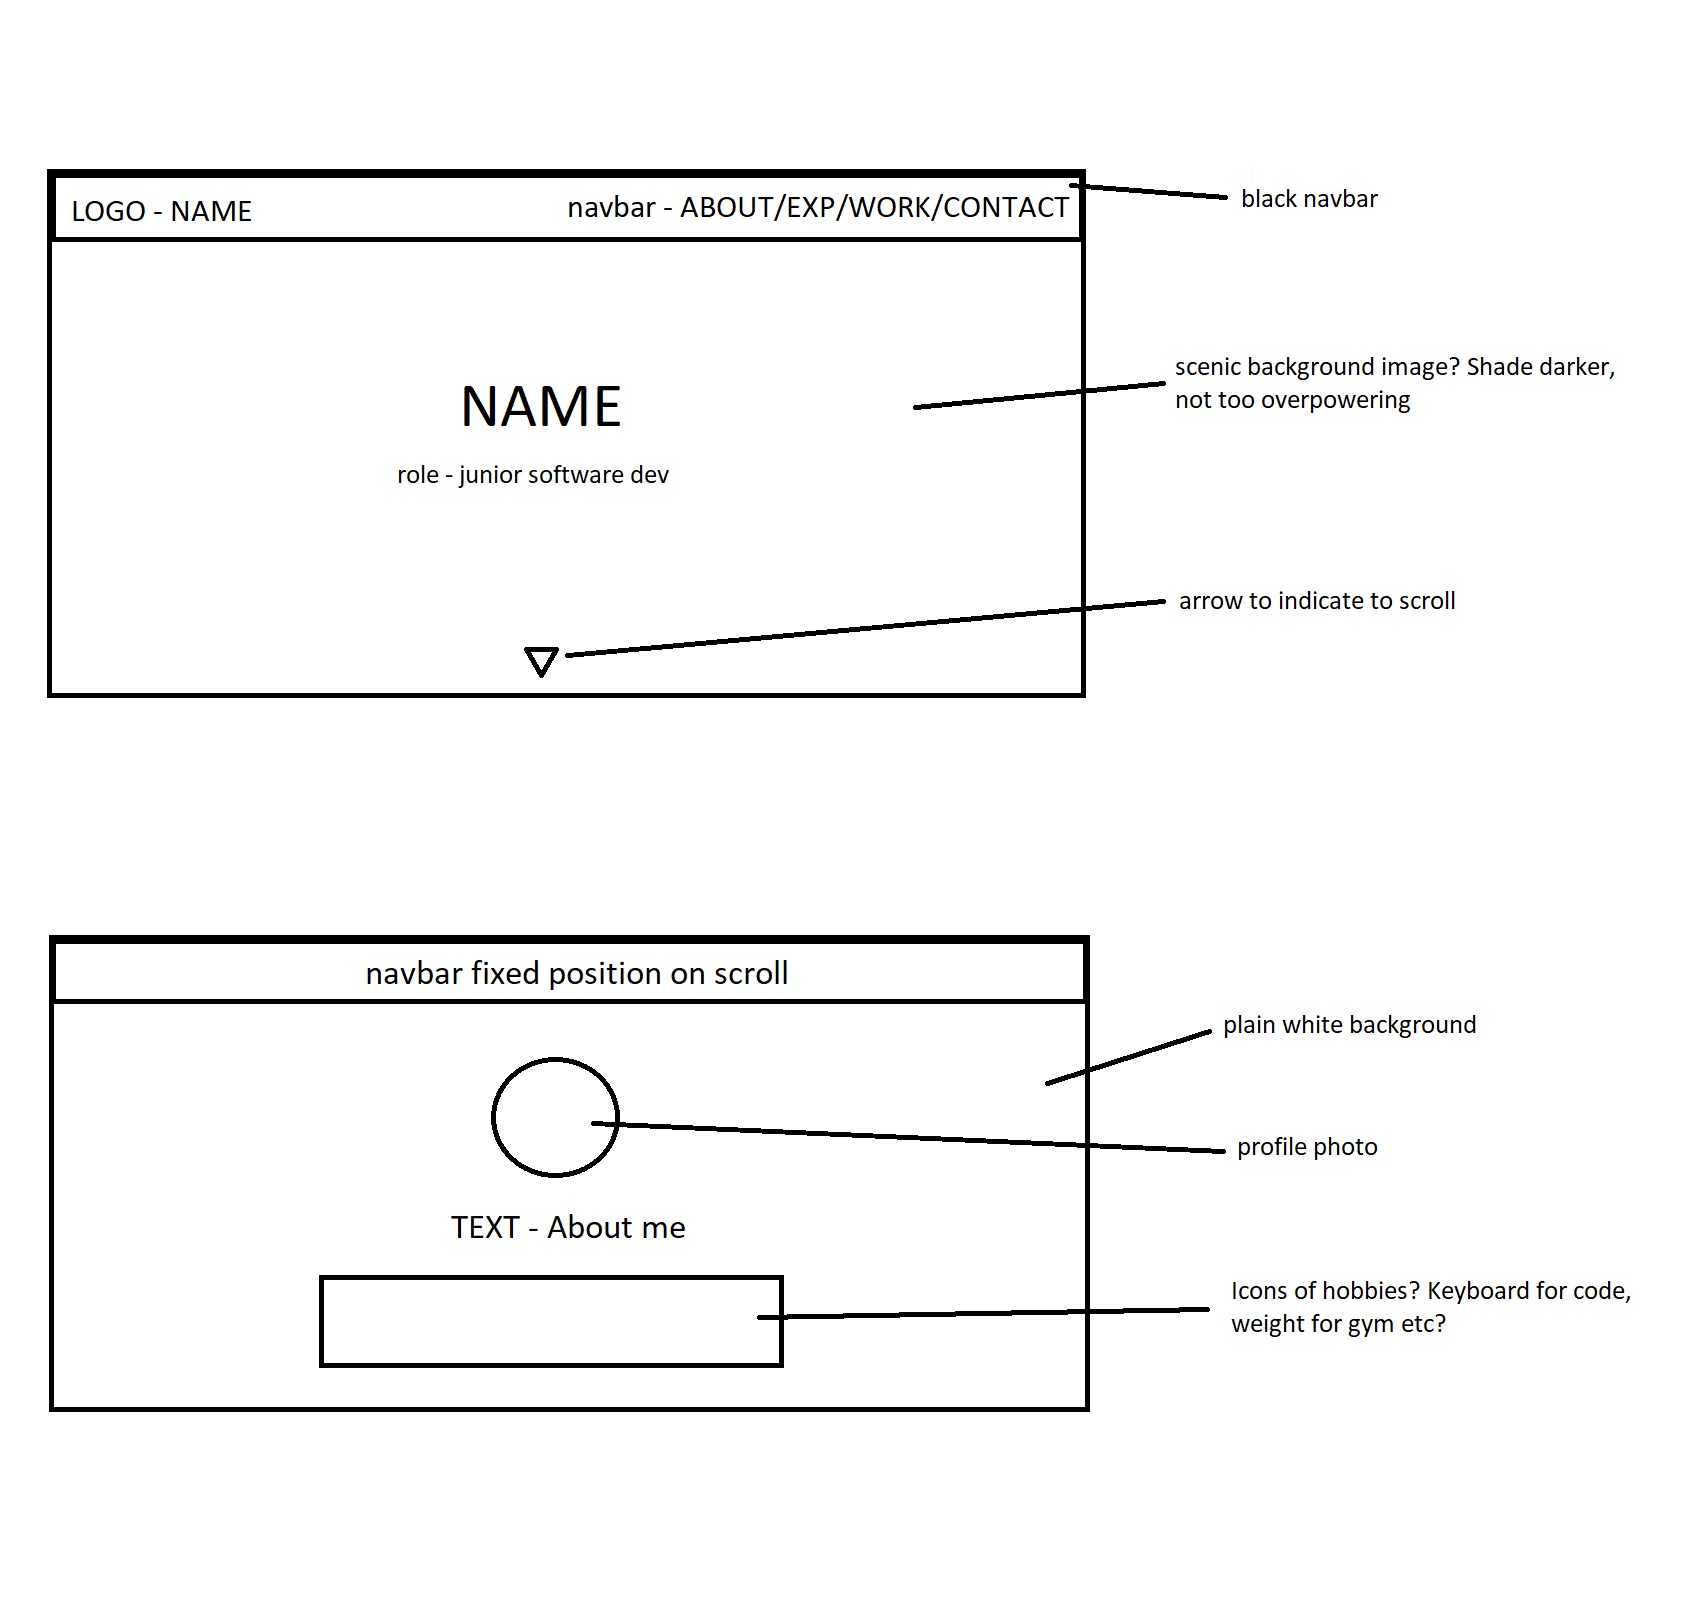 LOGO - NAME
navbar - ABOUT/EXP/WORK/CONTACT
black navbar
scenic background image? Shade darker,
not too overpowering
NAME
role - junior software dev
arrow to indicate to scroll
navbar fixed position on scroll
plain white background
profile photo
TEXT - About me
Icons of hobbies? Keyboard for code,
weight for gym etc?